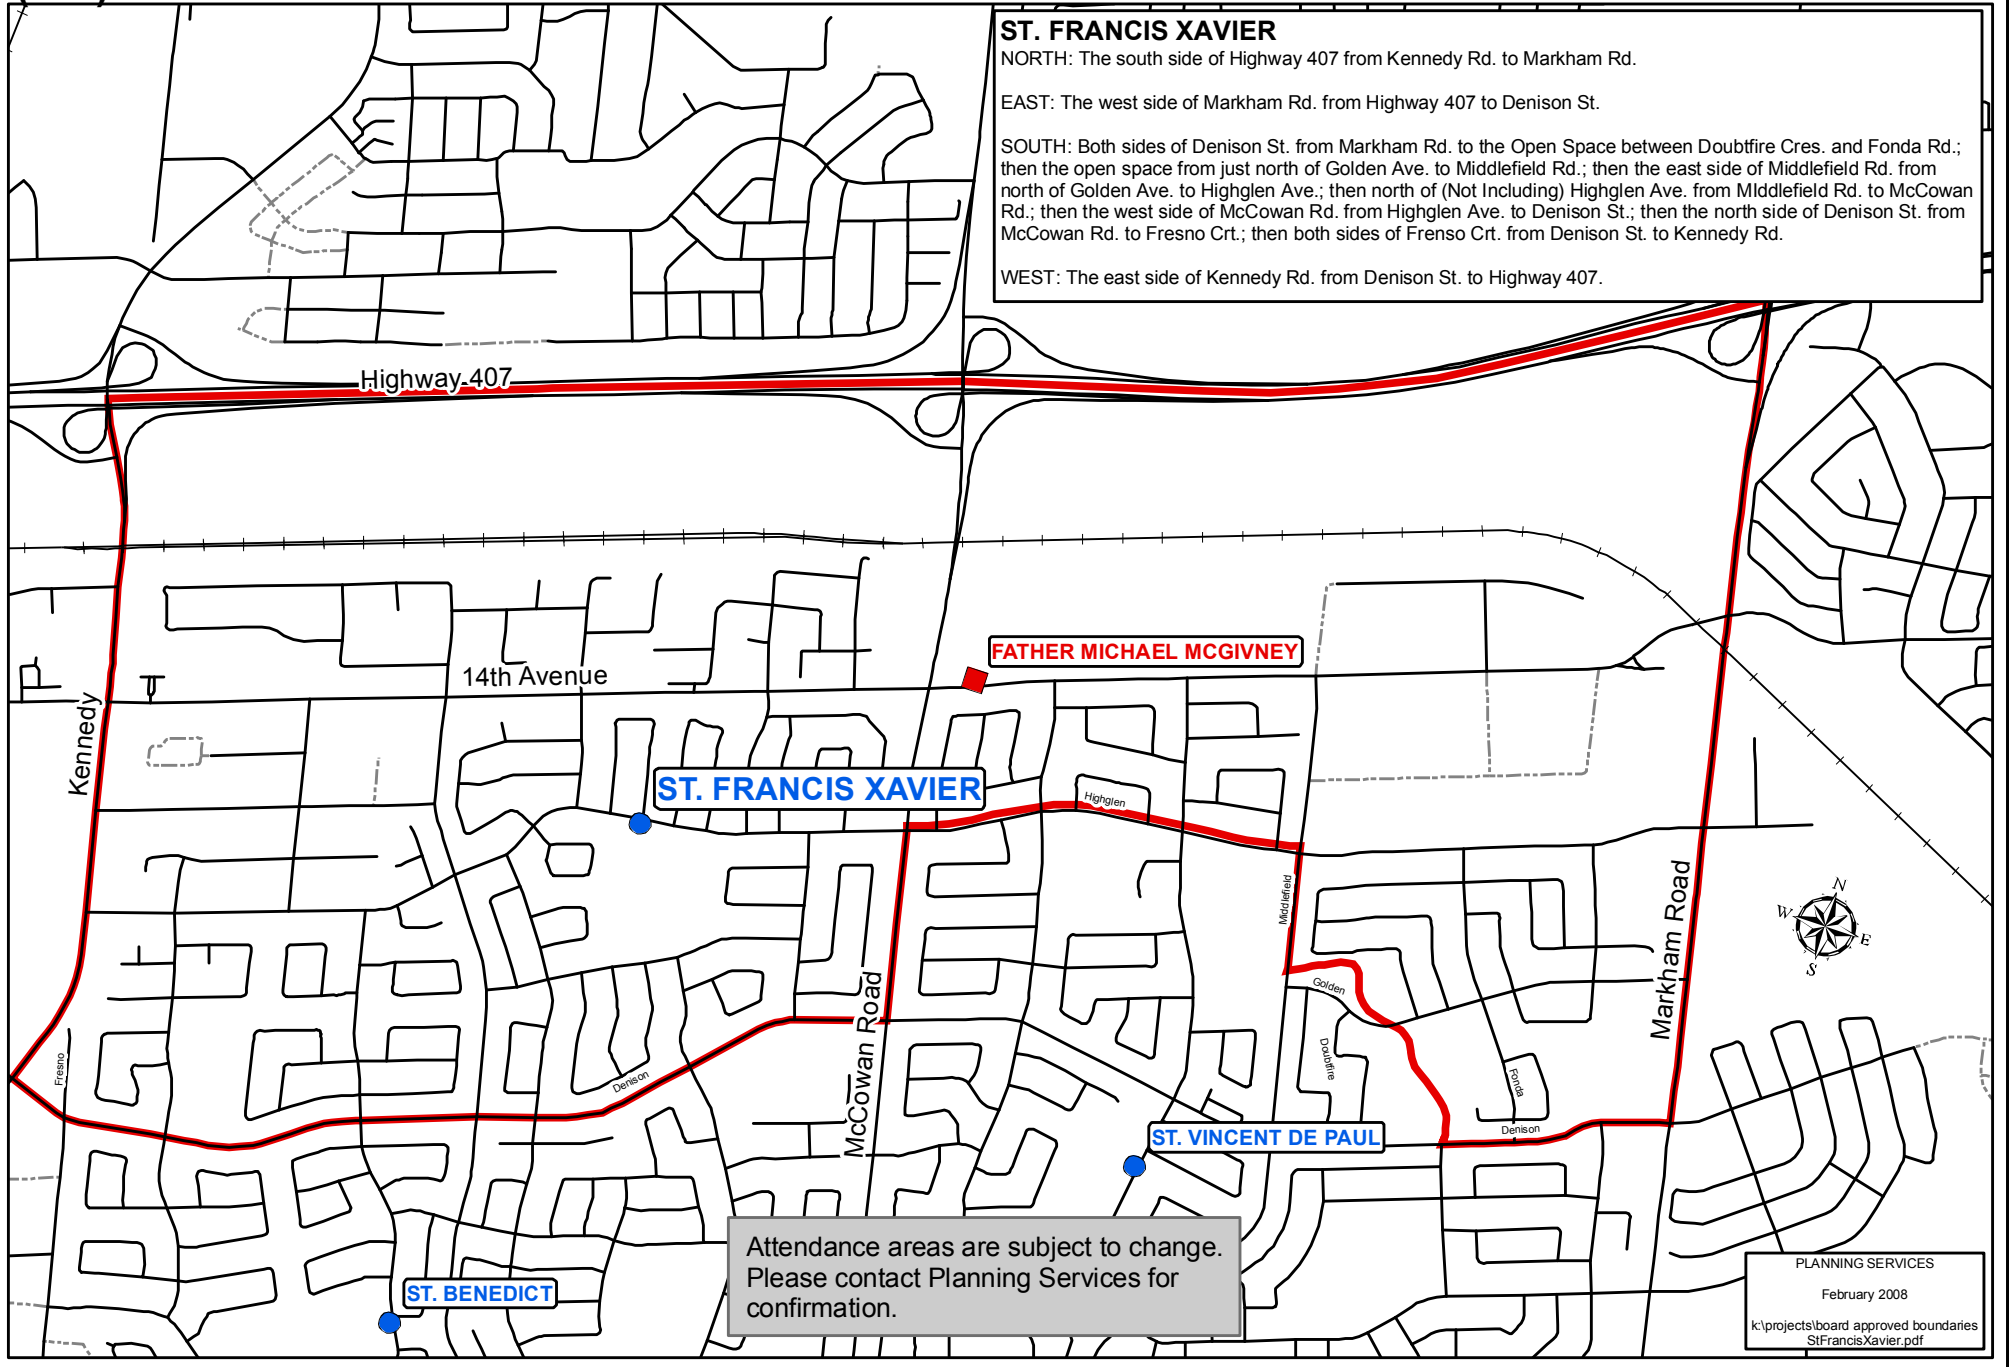 ST. FRANCIS XAVIER
NORTH: The south side of Highway 407 from Kennedy Rd. to Markham Rd.
EAST: The west side of Markham Rd. from Highway 407 to Denison St.
SOUTH: Both sides of Denison St. from Markham Rd. to the Open Space between Doubtfire Cres. and Fonda Rd.;
then the open space from just north of Golden Ave. to Middlefield Rd.; then the east side of Middlefield Rd. from
north of Golden Ave. to Highglen Ave.; then north of (Not Including) Highglen Ave. from MIddlefield Rd. to McCowan
Rd.; then the west side of McCowan Rd. from Highglen Ave. to Denison St.; then the north side of Denison St. from
McCowan Rd. to Fresno Crt.; then both sides of Frenso Crt. from Denison St. to Kennedy Rd.
WEST: The east side of Kennedy Rd. from Denison St. to Highway 407.
Highway 407
FATHER MICHAEL MCGIVNEY
14th Avenue
Kennedy
ST. FRANCIS XAVIER
Highglen
Middlefield
Markham Road
N
W
E
S
McCowan Road
Golden
Fresno
Denison
Doubtfire
Fonda
Denison
ST. VINCENT DE PAUL
ST. BENEDICT
Attendance areas are subject to change.
Please contact Planning Services for
confirmation.
PLANNING SERVICES
February 2008
k:\projects\board approved boundaries
StFrancisXavier.pdf